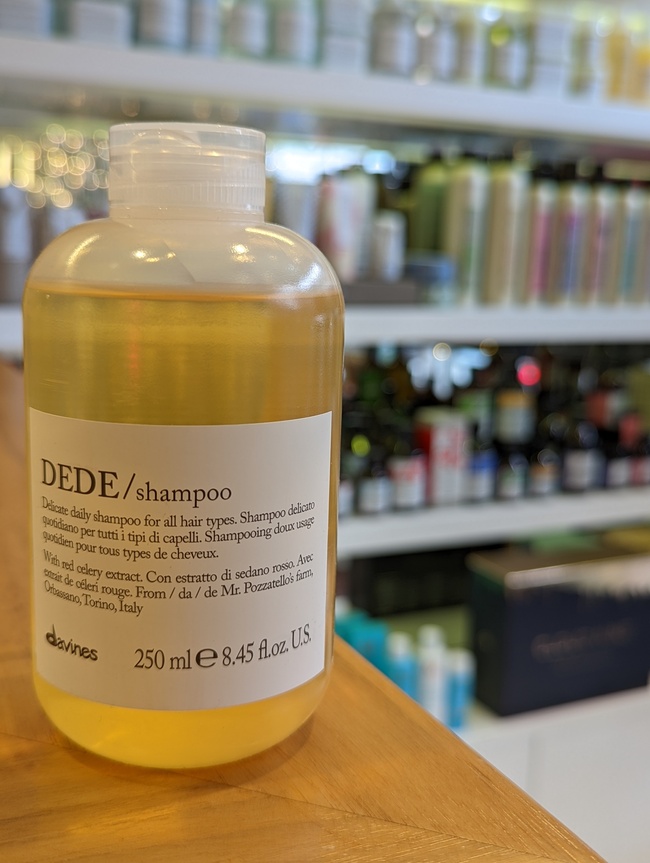 DEDE/shampoo
Delicate daily shampoo for all hair types. Shampoo delicato
quotidiano per tutti i tipi di capelli. Shampooing doux usage
quotidien pour tous types de cheveux.
With red celery extract. Con estratto di sedano rosso. Avec
extrait de céleri rouge. From / da / de Mr. Pozzatello's farm,
Orbassano, Torino, Italy
davines
250 ml ℮ 8.45 fl.oz. U.S.